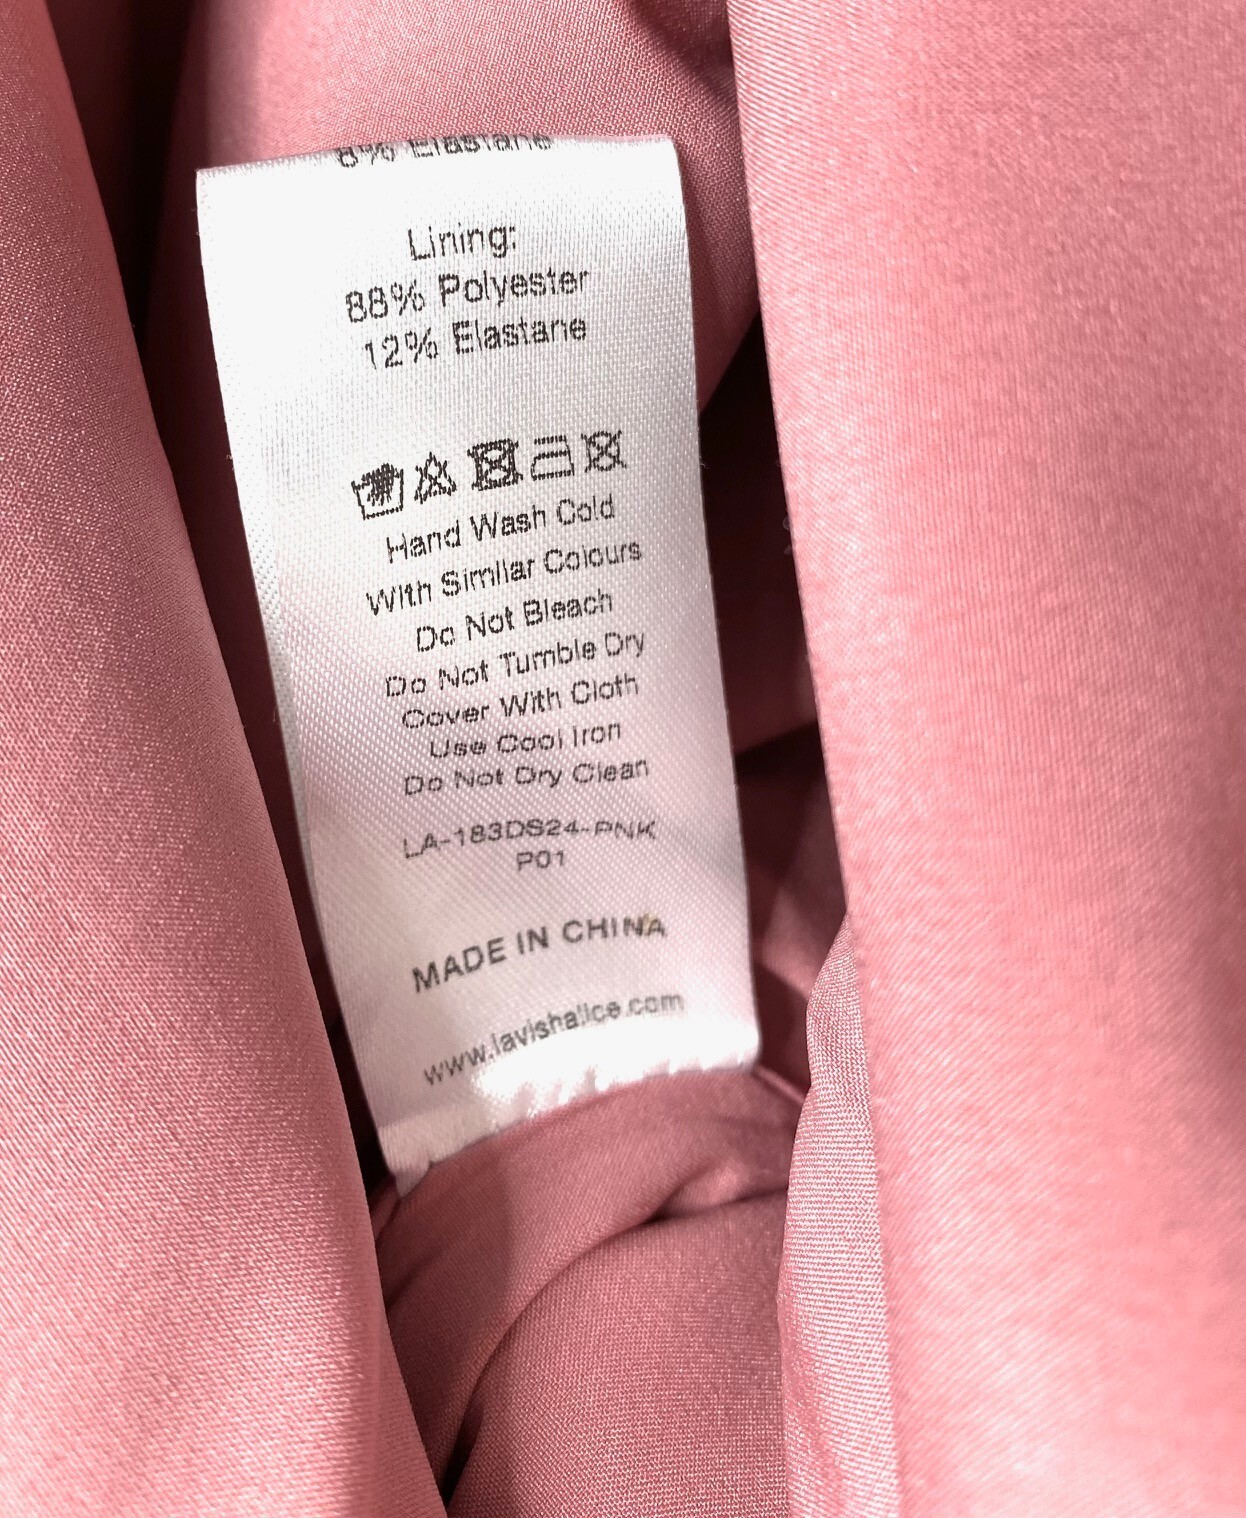 8% Elastane
Lining:
88% Polyester
12% Elastane
Hand Wash Cold
With Similar Colours
Do Not Bleach
Do Not Tumble Dry
Cover With Cloth
Use Cool Iron
Do Not Dry Clean
LA-183DS24-PNK
P01
MADE IN CHINA
www.lavishalice.com